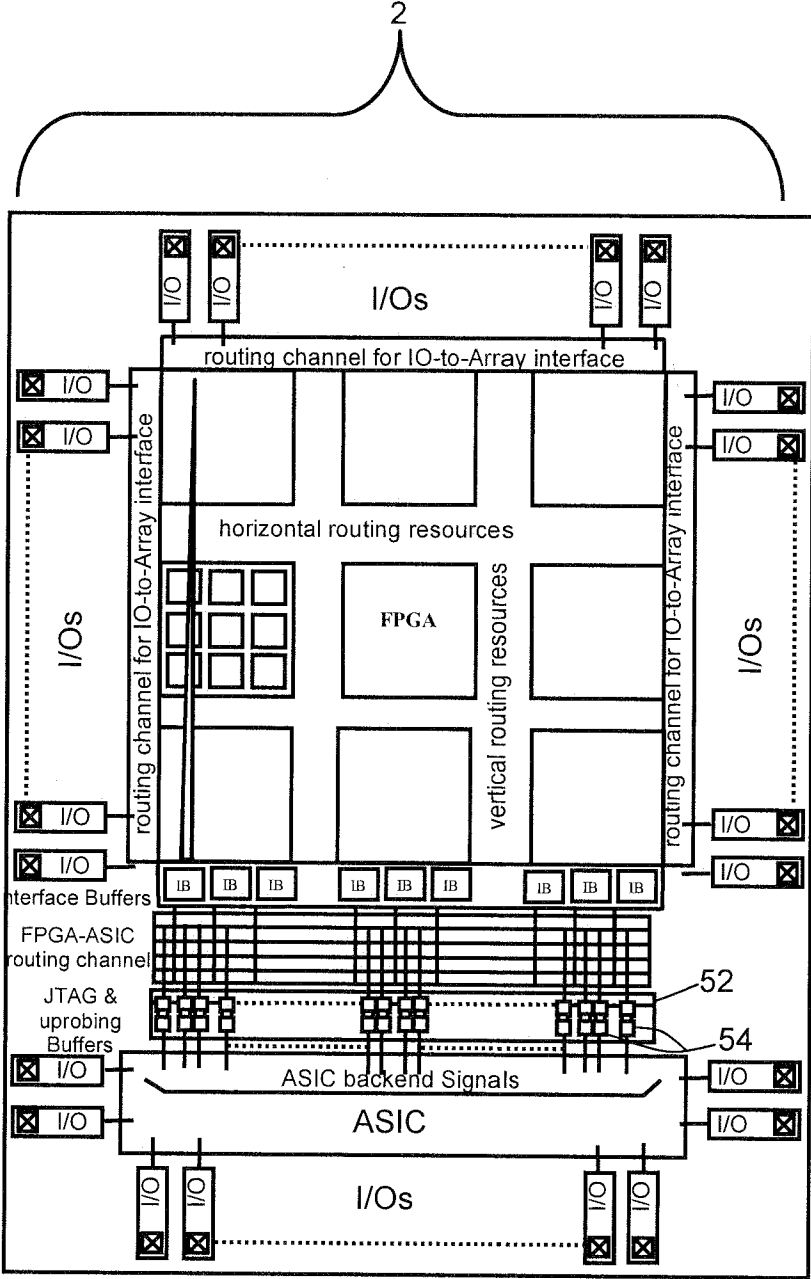 2
I/O
I/O
I/O
I/O
I/Os
routing channel for IO-to-Array interface
I/O
I/O
I/O
I/O
routing channel for IO-to-Array interface
routing channel for IO-to-Array interface
horizontal routing resources
FPGA
vertical routing resources
I/Os
I/Os
I/O
I/O
I/O
I/O
IB
IB
IB
IB
IB
IB
IB
IB
IB
nterface Buffers
FPGA-ASIC
routing channel
JTAG &
uprobing
Buffers
52
54
I/O
I/O
ASIC backend Signals
I/O
I/O
ASIC
I/O
I/O
I/O
I/O
I/Os